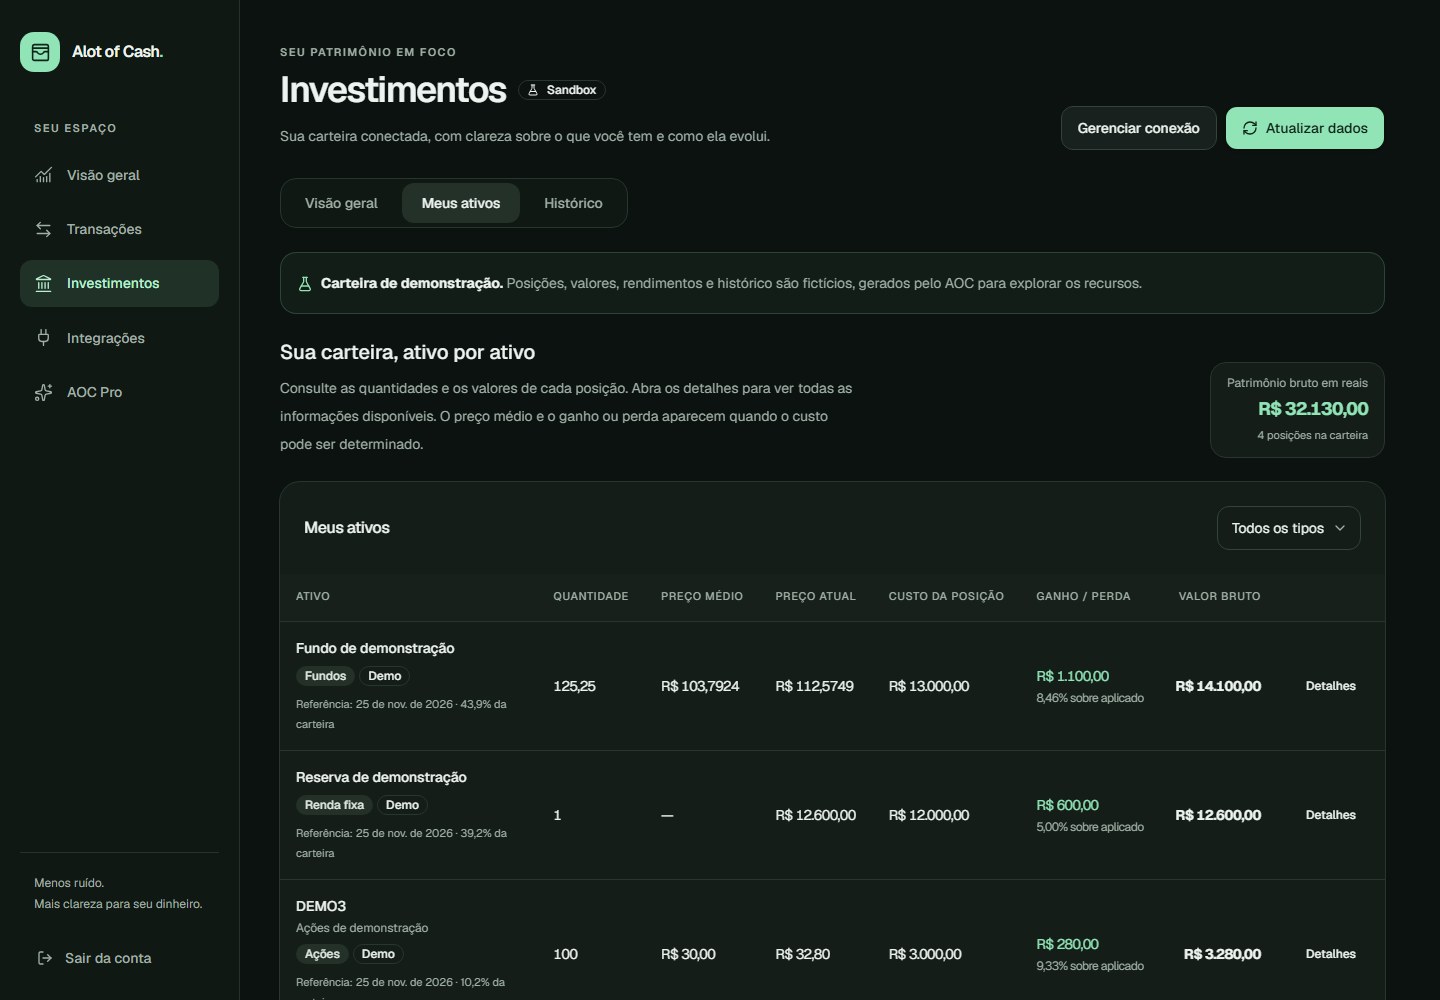 Alot of Cash.
SEU ESPAÇO
Visão geral
Transações
Investimentos
Integrações
AOC Pro
Menos ruído.
Mais clareza para seu dinheiro.
Sair da conta
SEU PATRIMÔNIO EM FOCO
Investimentos
Sandbox
Sua carteira conectada, com clareza sobre o que você tem e como ela evolui.
Gerenciar conexão
Atualizar dados
Visão geral
Meus ativos
Histórico
Carteira de demonstração. Posições, valores, rendimentos e histórico são fictícios, gerados pelo AOC para explorar os recursos.
Sua carteira, ativo por ativo
Consulte as quantidades e os valores de cada posição. Abra os detalhes para ver todas as
informações disponíveis. O preço médio e o ganho ou perda aparecem quando o custo
pode ser determinado.
Patrimônio bruto em reais
R$ 32.130,00
4 posições na carteira
Meus ativos
Todos os tipos
ATIVO QUANTIDADE PREÇO MÉDIO PREÇO ATUAL CUSTO DA POSIÇÃO GANHO / PERDA VALOR BRUTO
Fundo de demonstração
Fundos Demo
Referência: 25 de nov. de 2026 · 43,9% da
carteira
125,25 R$ 103,7924 R$ 112,5749 R$ 13.000,00
R$ 1.100,00
8,46% sobre aplicado
R$ 14.100,00 Detalhes
Reserva de demonstração
Renda fixa Demo
Referência: 25 de nov. de 2026 · 39,2% da
carteira
1 — R$ 12.600,00 R$ 12.000,00
R$ 600,00
5,00% sobre aplicado
R$ 12.600,00 Detalhes
DEMO3
Ações de demonstração
Ações Demo
Referência: 25 de nov. de 2026 · 10,2% da
100 R$ 30,00 R$ 32,80 R$ 3.000,00
R$ 280,00
9,33% sobre aplicado
R$ 3.280,00 Detalhes